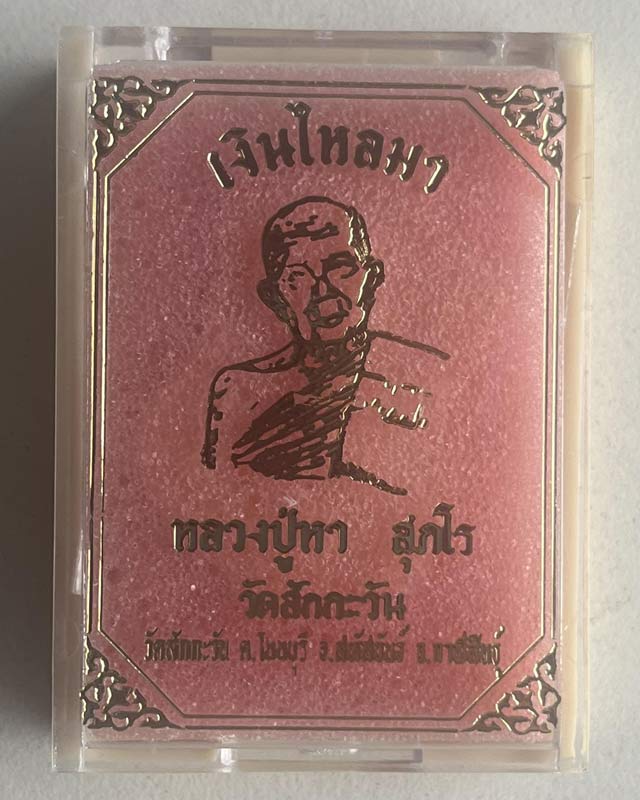 เงินไหลมา
หลวงปู่หา สุภโร
วัดสักกะวัน
วัดสักกะวัน ต.โนนบุรี อ.สหัสขันธ์ จ.กาฬสินธุ์